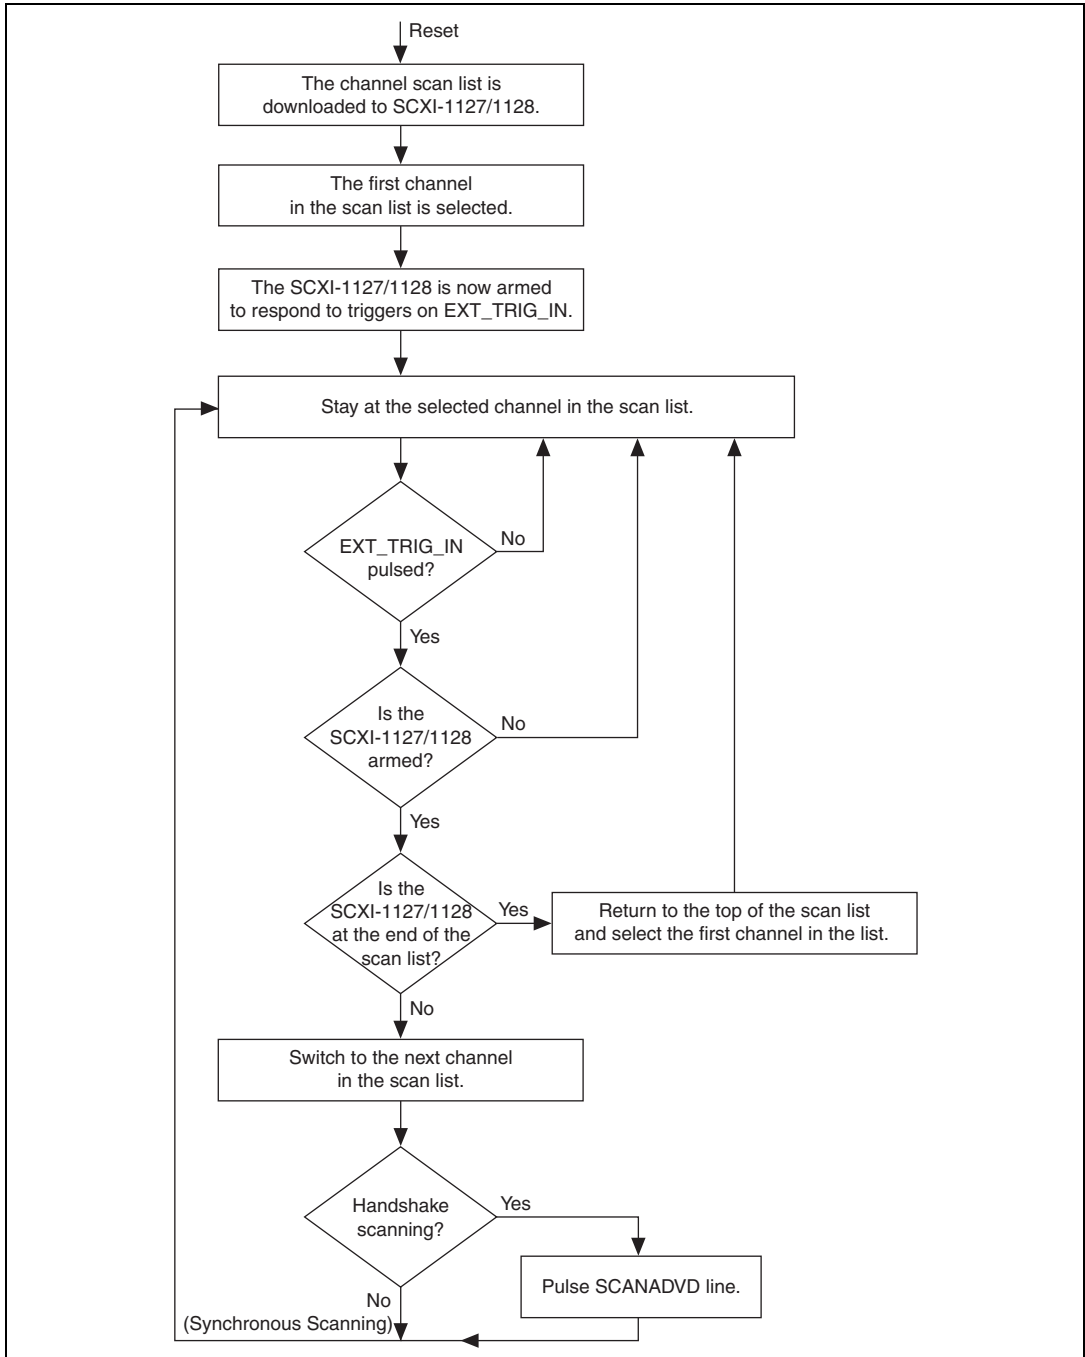 Reset
The channel scan list is
downloaded to SCXI-1127/1128.
The first channel
in the scan list is selected.
The SCXI-1127/1128 is now armed
to respond to triggers on EXT_TRIG_IN.
Stay at the selected channel in the scan list.
EXT_TRIG_IN
pulsed?
No
Yes
Is the
SCXI-1127/1128
armed?
No
Yes
Is the
SCXI-1127/1128
at the end of the
scan list?
Yes
Return to the top of the scan list
and select the first channel in the list.
No
Switch to the next channel
in the scan list.
Handshake
scanning?
Yes
Pulse SCANADVD line.
No
(Synchronous Scanning)